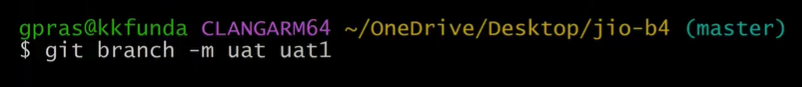 gpras@kkfunda CLANGARM64 ~/OneDrive/Desktop/jio-b4 (master)
$ git branch -m uat uat1